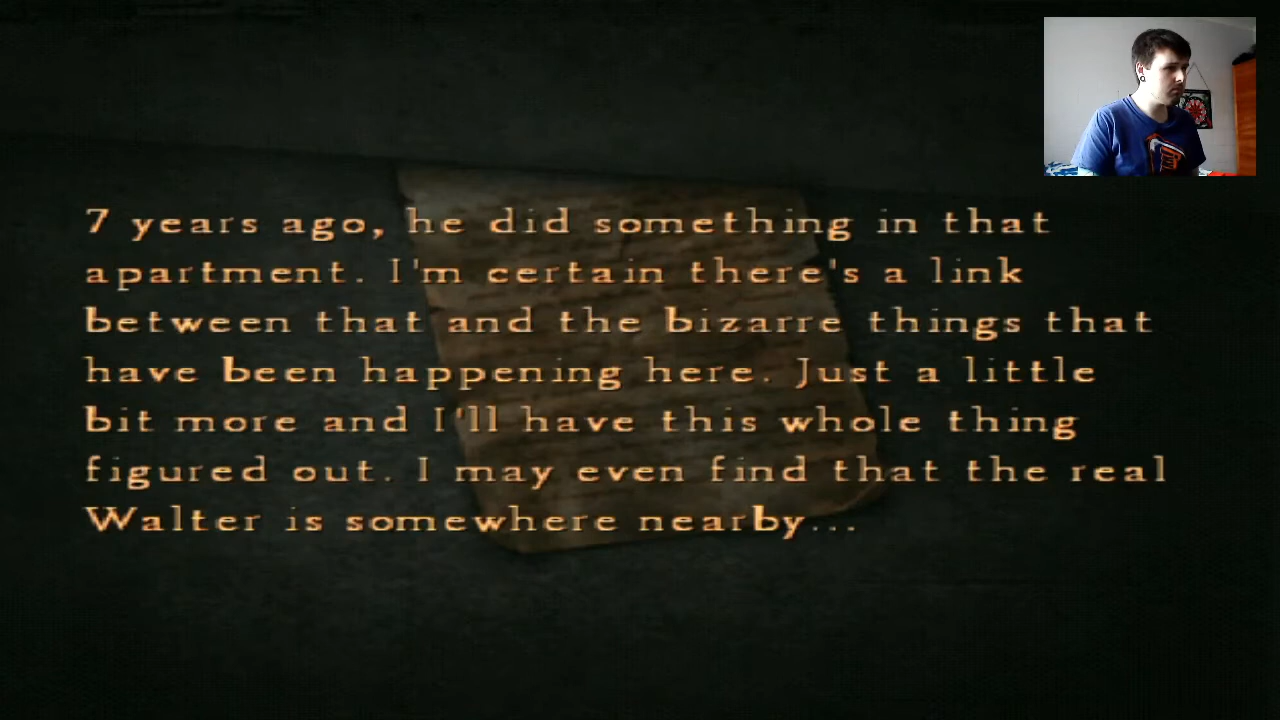 7 years ago, he did something in that
apartment. I'm certain there's a link
between that and the bizarre things that
have been happening here. Just a little
bit more and I'll have this whole thing
figured out. I may even find that the real
Walter is somewhere nearby...